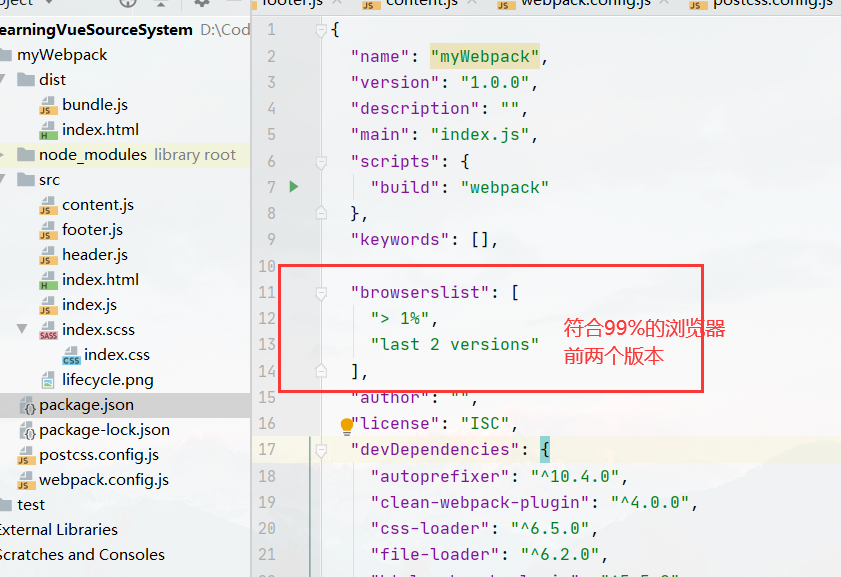 footer.js
content.js
webpack.config.js
postcss.config.js
earningVueSourceSystem D:\Cod
myWebpack
dist
bundle.js
index.html
node_modules library root
src
content.js
footer.js
header.js
index.html
index.js
index.scss
index.css
lifecycle.png
package.json
package-lock.json
postcss.config.js
webpack.config.js
test
External Libraries
Scratches and Consoles
1 {
2 "name": "myWebpack",
3 "version": "1.0.0",
4 "description": "",
5 "main": "index.js",
6 "scripts": {
7 "build": "webpack"
8 },
9 "keywords": [],
10
11 "browserslist": [
12 "> 1%",
13 "last 2 versions"
14 ],
15 "author": "",
16 "license": "ISC",
17 "devDependencies": {
18 "autoprefixer": "^10.4.0",
19 "clean-webpack-plugin": "^4.0.0",
20 "css-loader": "^6.5.0",
21 "file-loader": "^6.2.0",
符合99%的浏览器
前两个版本